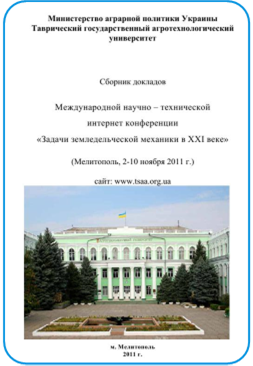 Министерство аграрной политики Украины
Таврический государственный агротехнологический
университет
Сборник докладов
Международной научно – технической
интернет конференции
«Задачи земледельческой механики в XXI веке»
(Мелитополь, 2-10 ноября 2011 г.)
сайт: www.tsaa.org.ua
м. Мелитополь
2011 г.